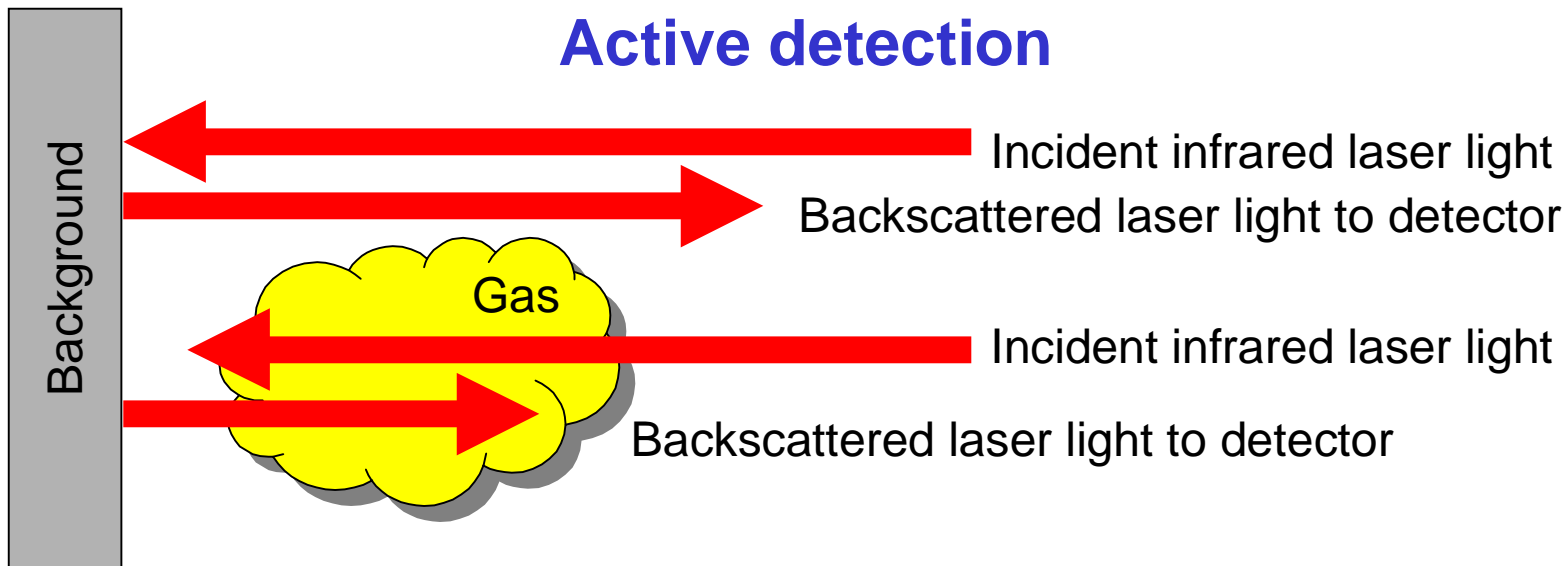 Active detection
Background
Incident infrared laser light
Backscattered laser light to detector
Gas
Incident infrared laser light
Backscattered laser light to detector